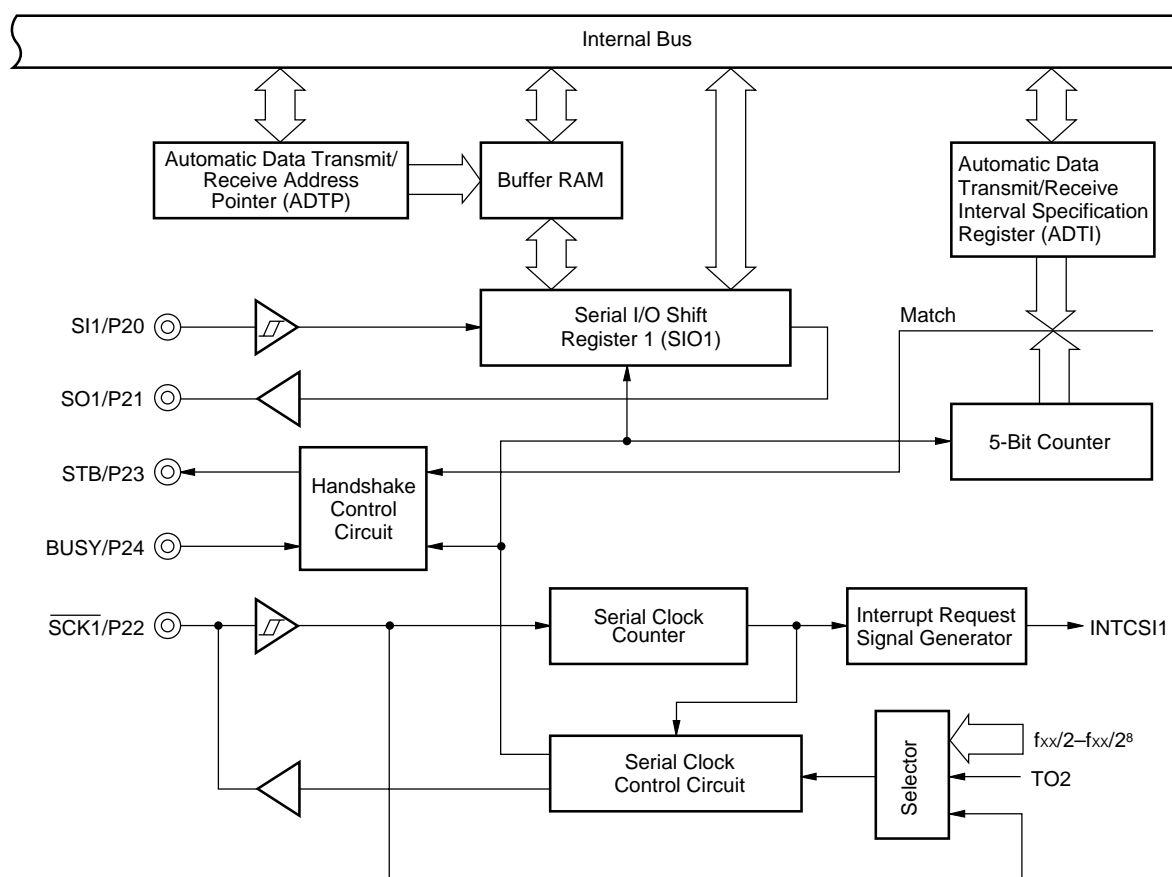 Internal Bus
Automatic Data Transmit/
Receive Address
Pointer (ADTP)
Buffer RAM
Automatic Data
Transmit/Receive
Interval Specification
Register (ADTI)
SI1/P20
Serial I/O Shift
Register 1 (SIO1)
Match
SO1/P21
5-Bit Counter
STB/P23
Handshake
Control
Circuit
BUSY/P24
SCK1/P22
Serial Clock
Counter
Interrupt Request
Signal Generator
INTCSI1
Serial Clock
Control Circuit
Selector
fxx/2–fxx/2⁸
TO2